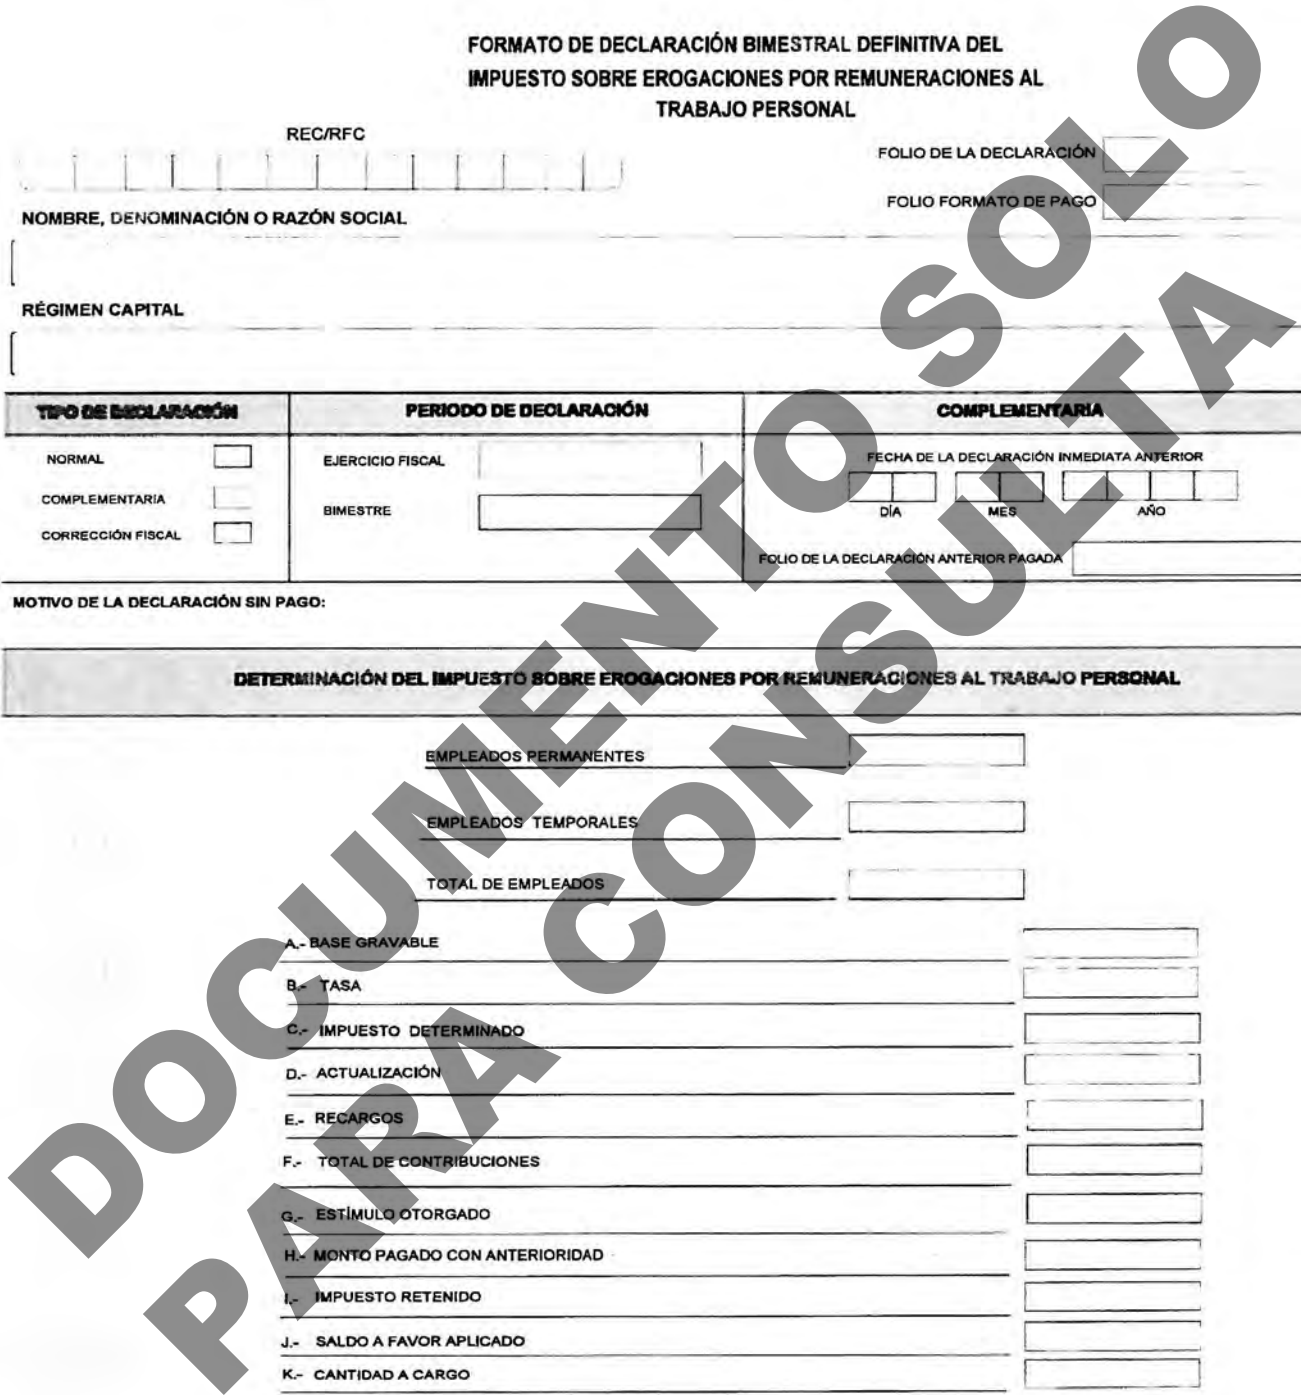 FORMATO DE DECLARACIÓN BIMESTRAL DEFINITIVA DEL
IMPUESTO SOBRE EROGACIONES POR REMUNERACIONES AL
TRABAJO PERSONAL
REC/RFC
FOLIO DE LA DECLARACIÓN
FOLIO FORMATO DE PAGO
NOMBRE, DENOMINACIÓN O RAZÓN SOCIAL
RÉGIMEN CAPITAL
TIPO DE DECLARACIÓN
PERIODO DE DECLARACIÓN
COMPLEMENTARIA
NORMAL
COMPLEMENTARIA
CORRECCIÓN FISCAL
EJERCICIO FISCAL
BIMESTRE
FECHA DE LA DECLARACIÓN INMEDIATA ANTERIOR
DÍA MES AÑO
FOLIO DE LA DECLARACIÓN ANTERIOR PAGADA
MOTIVO DE LA DECLARACIÓN SIN PAGO:
DETERMINACIÓN DEL IMPUESTO SOBRE EROGACIONES POR REMUNERACIONES AL TRABAJO PERSONAL
EMPLEADOS PERMANENTES
EMPLEADOS TEMPORALES
TOTAL DE EMPLEADOS
A.- BASE GRAVABLE
B.- TASA
C.- IMPUESTO DETERMINADO
D.- ACTUALIZACIÓN
E.- RECARGOS
F.- TOTAL DE CONTRIBUCIONES
G.- ESTÍMULO OTORGADO
H.- MONTO PAGADO CON ANTERIORIDAD
I.- IMPUESTO RETENIDO
J.- SALDO A FAVOR APLICADO
K.- CANTIDAD A CARGO
DOCUMENTO SOLO
PARA CONSULTA